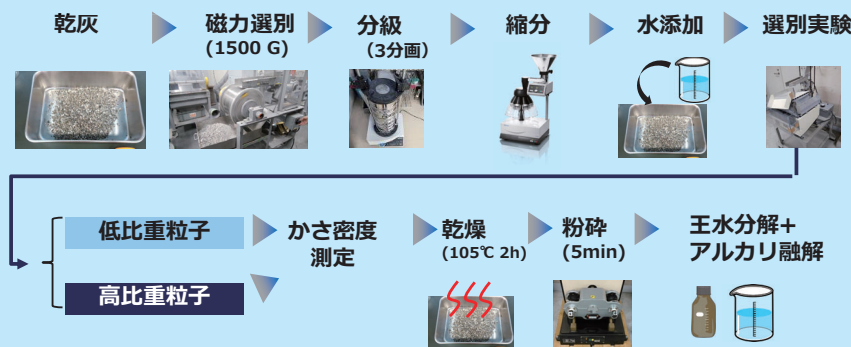 乾灰
磁力選別
(1500 G)
分級
(3分画)
縮分
水添加
選別実験
低比重粒子
高比重粒子
かさ密度
測定
乾燥
(105℃ 2h)
粉砕
(5min)
王水分解+
アルカリ融解